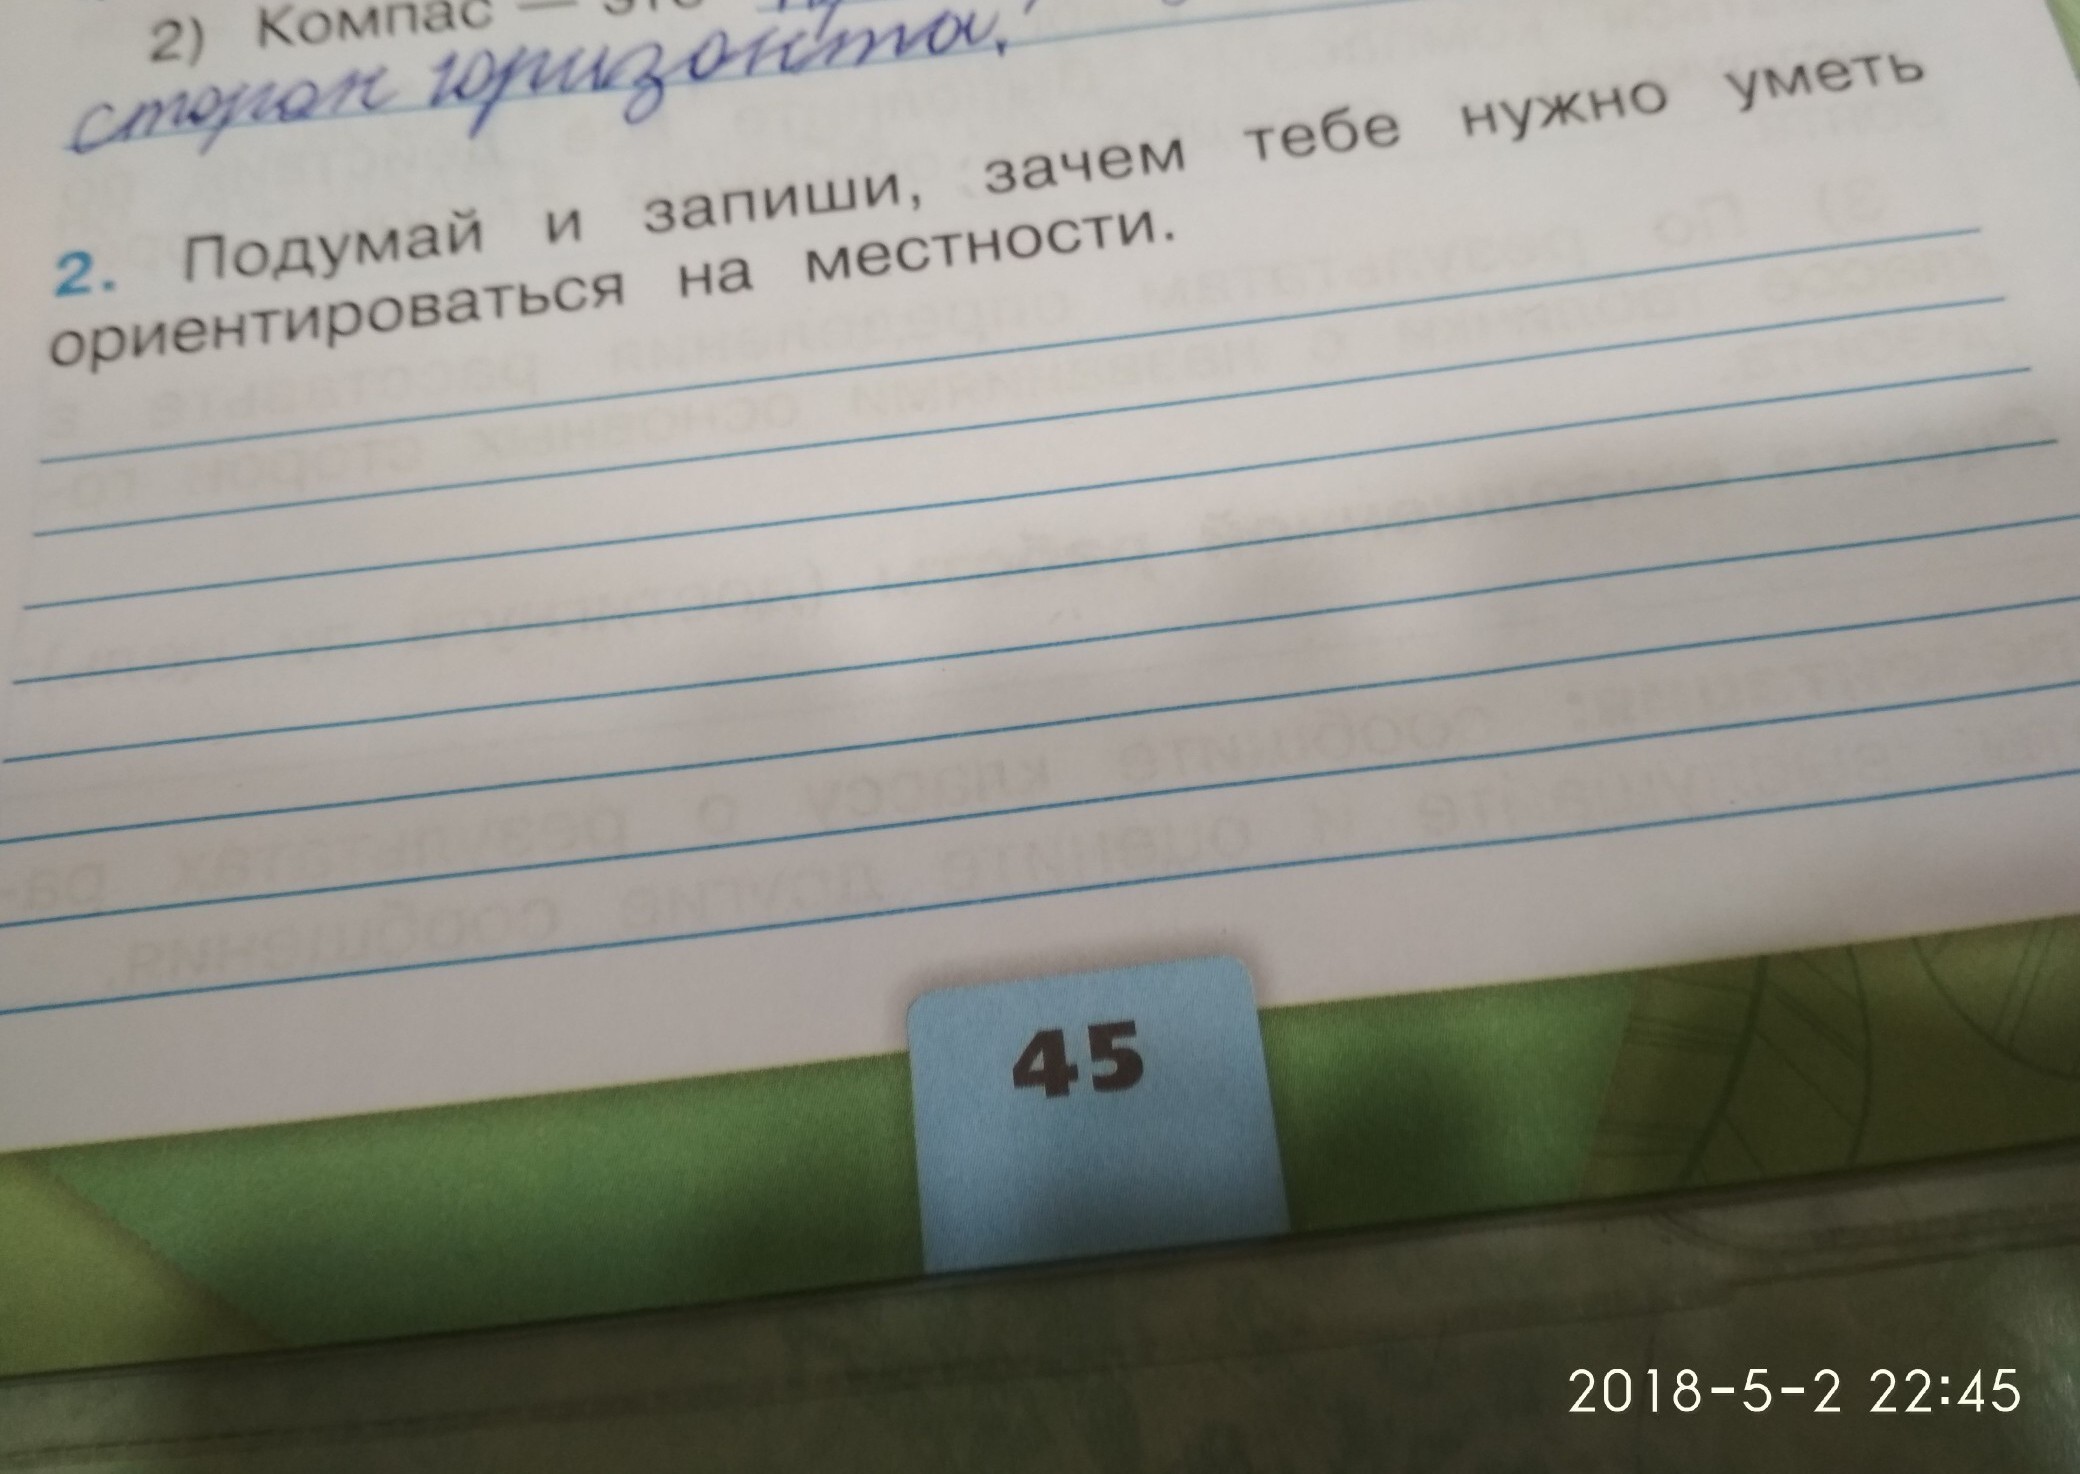 2) Компас — это
сторон горизонта.
2. Подумай и запиши, зачем тебе нужно уметь
ориентироваться на местности.
45
2018-5-2 22:45